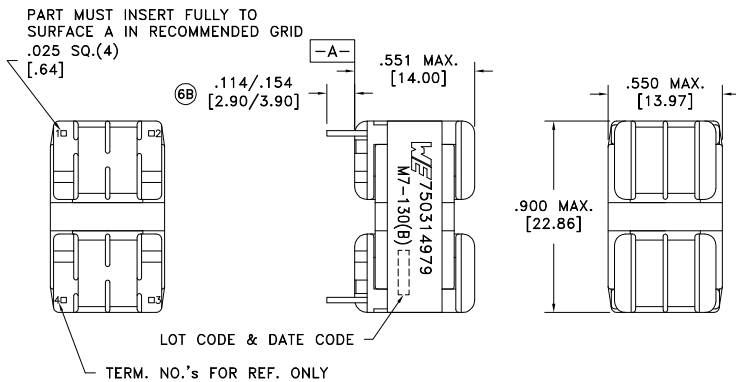 PART MUST INSERT FULLY TO
SURFACE A IN RECOMMENDED GRID
.025 SQ.(4)
[.64]
-A-
6B
.114/.154
[2.90/3.90]
.551 MAX.
[14.00]
.550 MAX.
[13.97]
1
2
WE 750314979
M7-130(B)
.900 MAX.
[22.86]
4
3
LOT CODE & DATE CODE
TERM. NO.'s FOR REF. ONLY